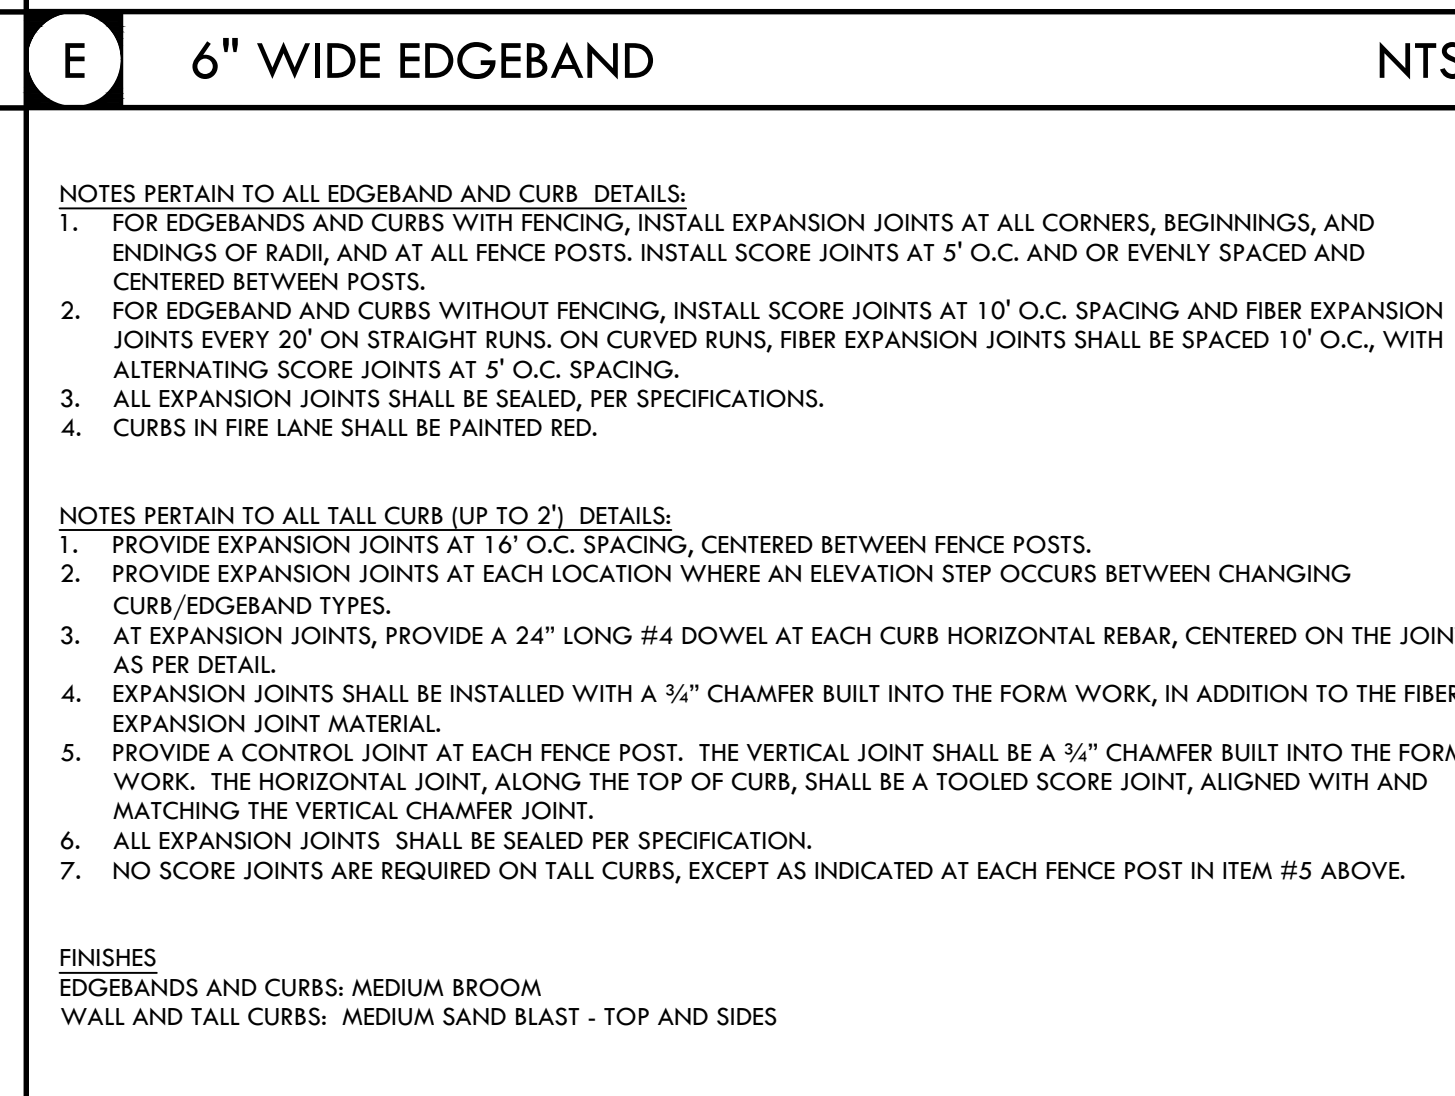 E 6" WIDE EDGEBAND NTS
NOTES PERTAIN TO ALL EDGEBAND AND CURB  DETAILS:
1. FOR EDGEBANDS AND CURBS WITH FENCING, INSTALL EXPANSION JOINTS AT ALL CORNERS, BEGINNINGS, AND
ENDINGS OF RADII, AND AT ALL FENCE POSTS. INSTALL SCORE JOINTS AT 5' O.C. AND OR EVENLY SPACED AND
CENTERED BETWEEN POSTS.
2. FOR EDGEBAND AND CURBS WITHOUT FENCING, INSTALL SCORE JOINTS AT 10' O.C. SPACING AND FIBER EXPANSION
JOINTS EVERY 20' ON STRAIGHT RUNS. ON CURVED RUNS, FIBER EXPANSION JOINTS SHALL BE SPACED 10' O.C., WITH
ALTERNATING SCORE JOINTS AT 5' O.C. SPACING.
3. ALL EXPANSION JOINTS SHALL BE SEALED, PER SPECIFICATIONS.
4. CURBS IN FIRE LANE SHALL BE PAINTED RED.
NOTES PERTAIN TO ALL TALL CURB (UP TO 2')  DETAILS:
1. PROVIDE EXPANSION JOINTS AT 16’ O.C. SPACING, CENTERED BETWEEN FENCE POSTS.
2. PROVIDE EXPANSION JOINTS AT EACH LOCATION WHERE AN ELEVATION STEP OCCURS BETWEEN CHANGING
CURB/EDGEBAND TYPES.
3. AT EXPANSION JOINTS, PROVIDE A 24” LONG #4 DOWEL AT EACH CURB HORIZONTAL REBAR, CENTERED ON THE JOIN
AS PER DETAIL.
4. EXPANSION JOINTS SHALL BE INSTALLED WITH A ¾” CHAMFER BUILT INTO THE FORM WORK, IN ADDITION TO THE FIBER
EXPANSION JOINT MATERIAL.
5. PROVIDE A CONTROL JOINT AT EACH FENCE POST.  THE VERTICAL JOINT SHALL BE A ¾” CHAMFER BUILT INTO THE FORM
WORK.  THE HORIZONTAL JOINT, ALONG THE TOP OF CURB, SHALL BE A TOOLED SCORE JOINT, ALIGNED WITH AND
MATCHING THE VERTICAL CHAMFER JOINT.
6. ALL EXPANSION JOINTS  SHALL BE SEALED PER SPECIFICATION.
7. NO SCORE JOINTS ARE REQUIRED ON TALL CURBS, EXCEPT AS INDICATED AT EACH FENCE POST IN ITEM #5 ABOVE.
FINISHES
EDGEBANDS AND CURBS: MEDIUM BROOM
WALL AND TALL CURBS:  MEDIUM SAND BLAST - TOP AND SIDES